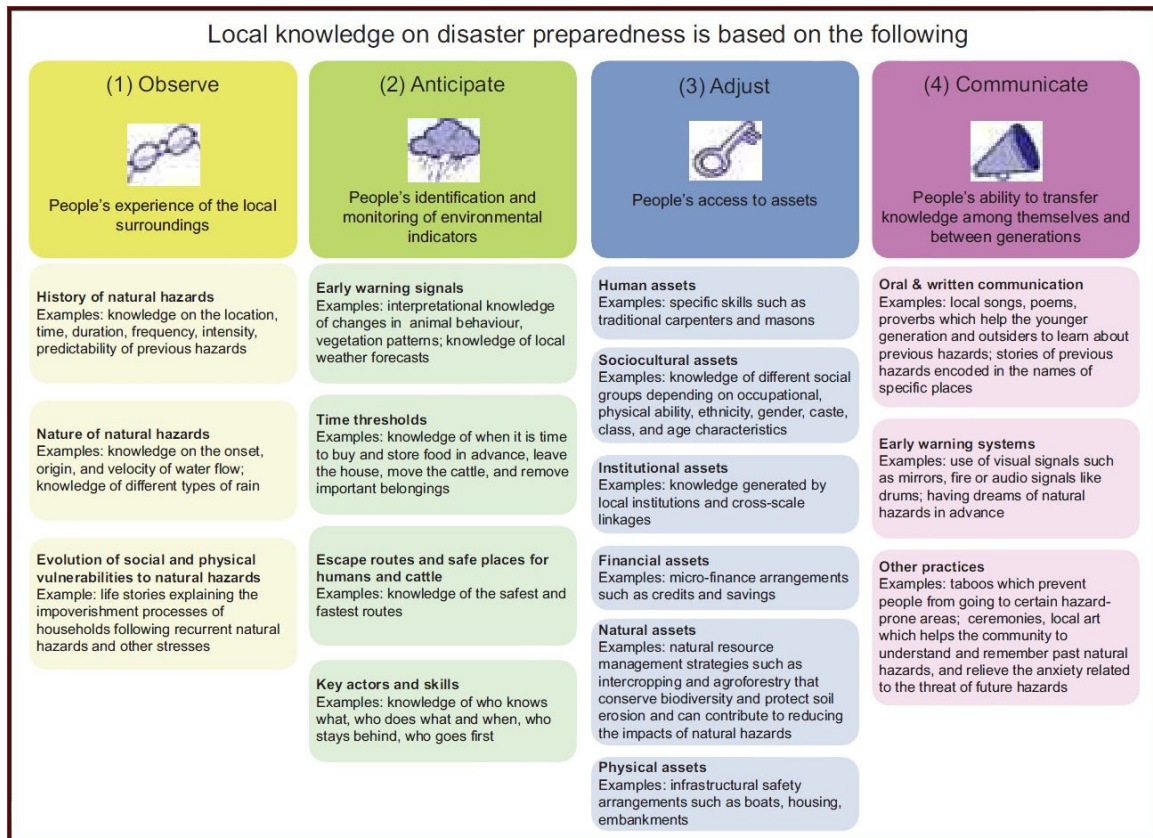 Local knowledge on disaster preparedness is based on the following
(1) Observe
People's experience of the local
surroundings
History of natural hazards
Examples: knowledge on the location,
time, duration, frequency, intensity,
predictability of previous hazards
Nature of natural hazards
Examples: knowledge on the onset,
origin, and velocity of water flow;
knowledge of different types of rain
Evolution of social and physical
vulnerabilities to natural hazards
Example: life stories explaining the
impoverishment processes of
households following recurrent natural
hazards and other stresses
(2) Anticipate
People's identification and
monitoring of environmental
indicators
Early warning signals
Examples: interpretational knowledge
of changes in animal behaviour,
vegetation patterns; knowledge of local
weather forecasts
Time thresholds
Examples: knowledge of when it is time
to buy and store food in advance, leave
the house, move the cattle, and remove
important belongings
Escape routes and safe places for
humans and cattle
Examples: knowledge of the safest and
fastest routes
Key actors and skills
Examples: knowledge of who knows
what, who does what and when, who
stays behind, who goes first
(3) Adjust
People's access to assets
Human assets
Examples: specific skills such as
traditional carpenters and masons
Sociocultural assets
Examples: knowledge of different social
groups depending on occupational,
physical ability, ethnicity, gender, caste,
class, and age characteristics
Institutional assets
Examples: knowledge generated by
local institutions and cross-scale
linkages
Financial assets
Examples: micro-finance arrangements
such as credits and savings
Natural assets
Examples: natural resource
management strategies such as
intercropping and agroforestry that
conserve biodiversity and protect soil
erosion and can contribute to reducing
the impacts of natural hazards
Physical assets
Examples: infrastructural safety
arrangements such as boats, housing,
embankments
(4) Communicate
People's ability to transfer
knowledge among themselves and
between generations
Oral & written communication
Examples: local songs, poems,
proverbs which help the younger
generation and outsiders to learn about
previous hazards; stories of previous
hazards encoded in the names of
specific places
Early warning systems
Examples: use of visual signals such
as mirrors, fire or audio signals like
drums; having dreams of natural
hazards in advance
Other practices
Examples: taboos which prevent
people from going to certain hazard-
prone areas; ceremonies, local art
which helps the community to
understand and remember past natural
hazards, and relieve the anxiety related
to the threat of future hazards